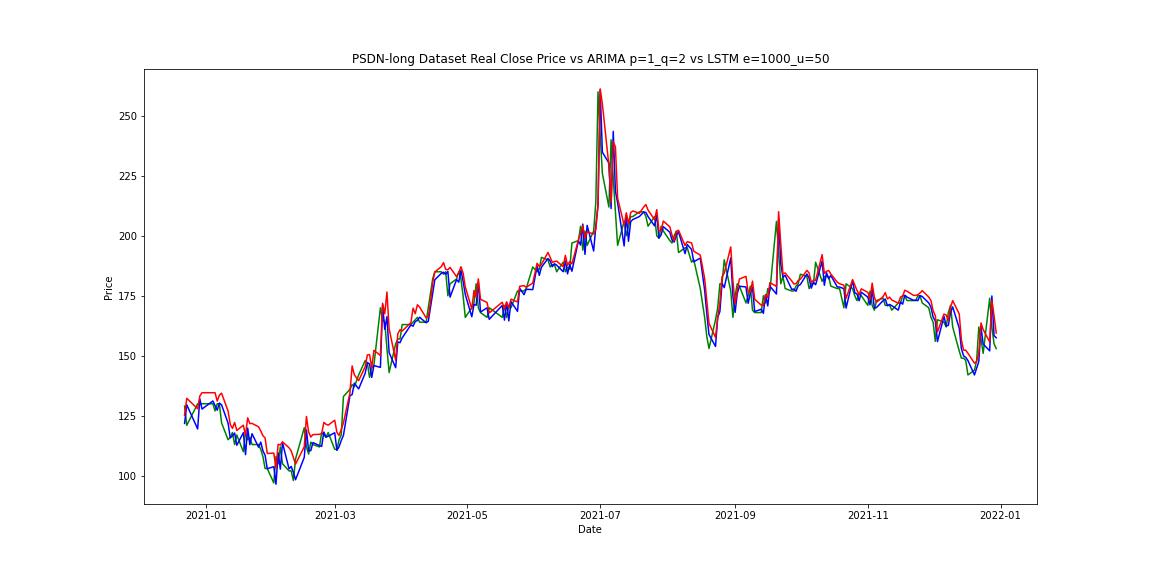 PSDN-long Dataset Real Close Price vs ARIMA p=1_q=2 vs LSTM e=1000_u=50
250
225
200
175
150
125
100
Price
2021-01 2021-03 2021-05 2021-07 2021-09 2021-11 2022-01
Date